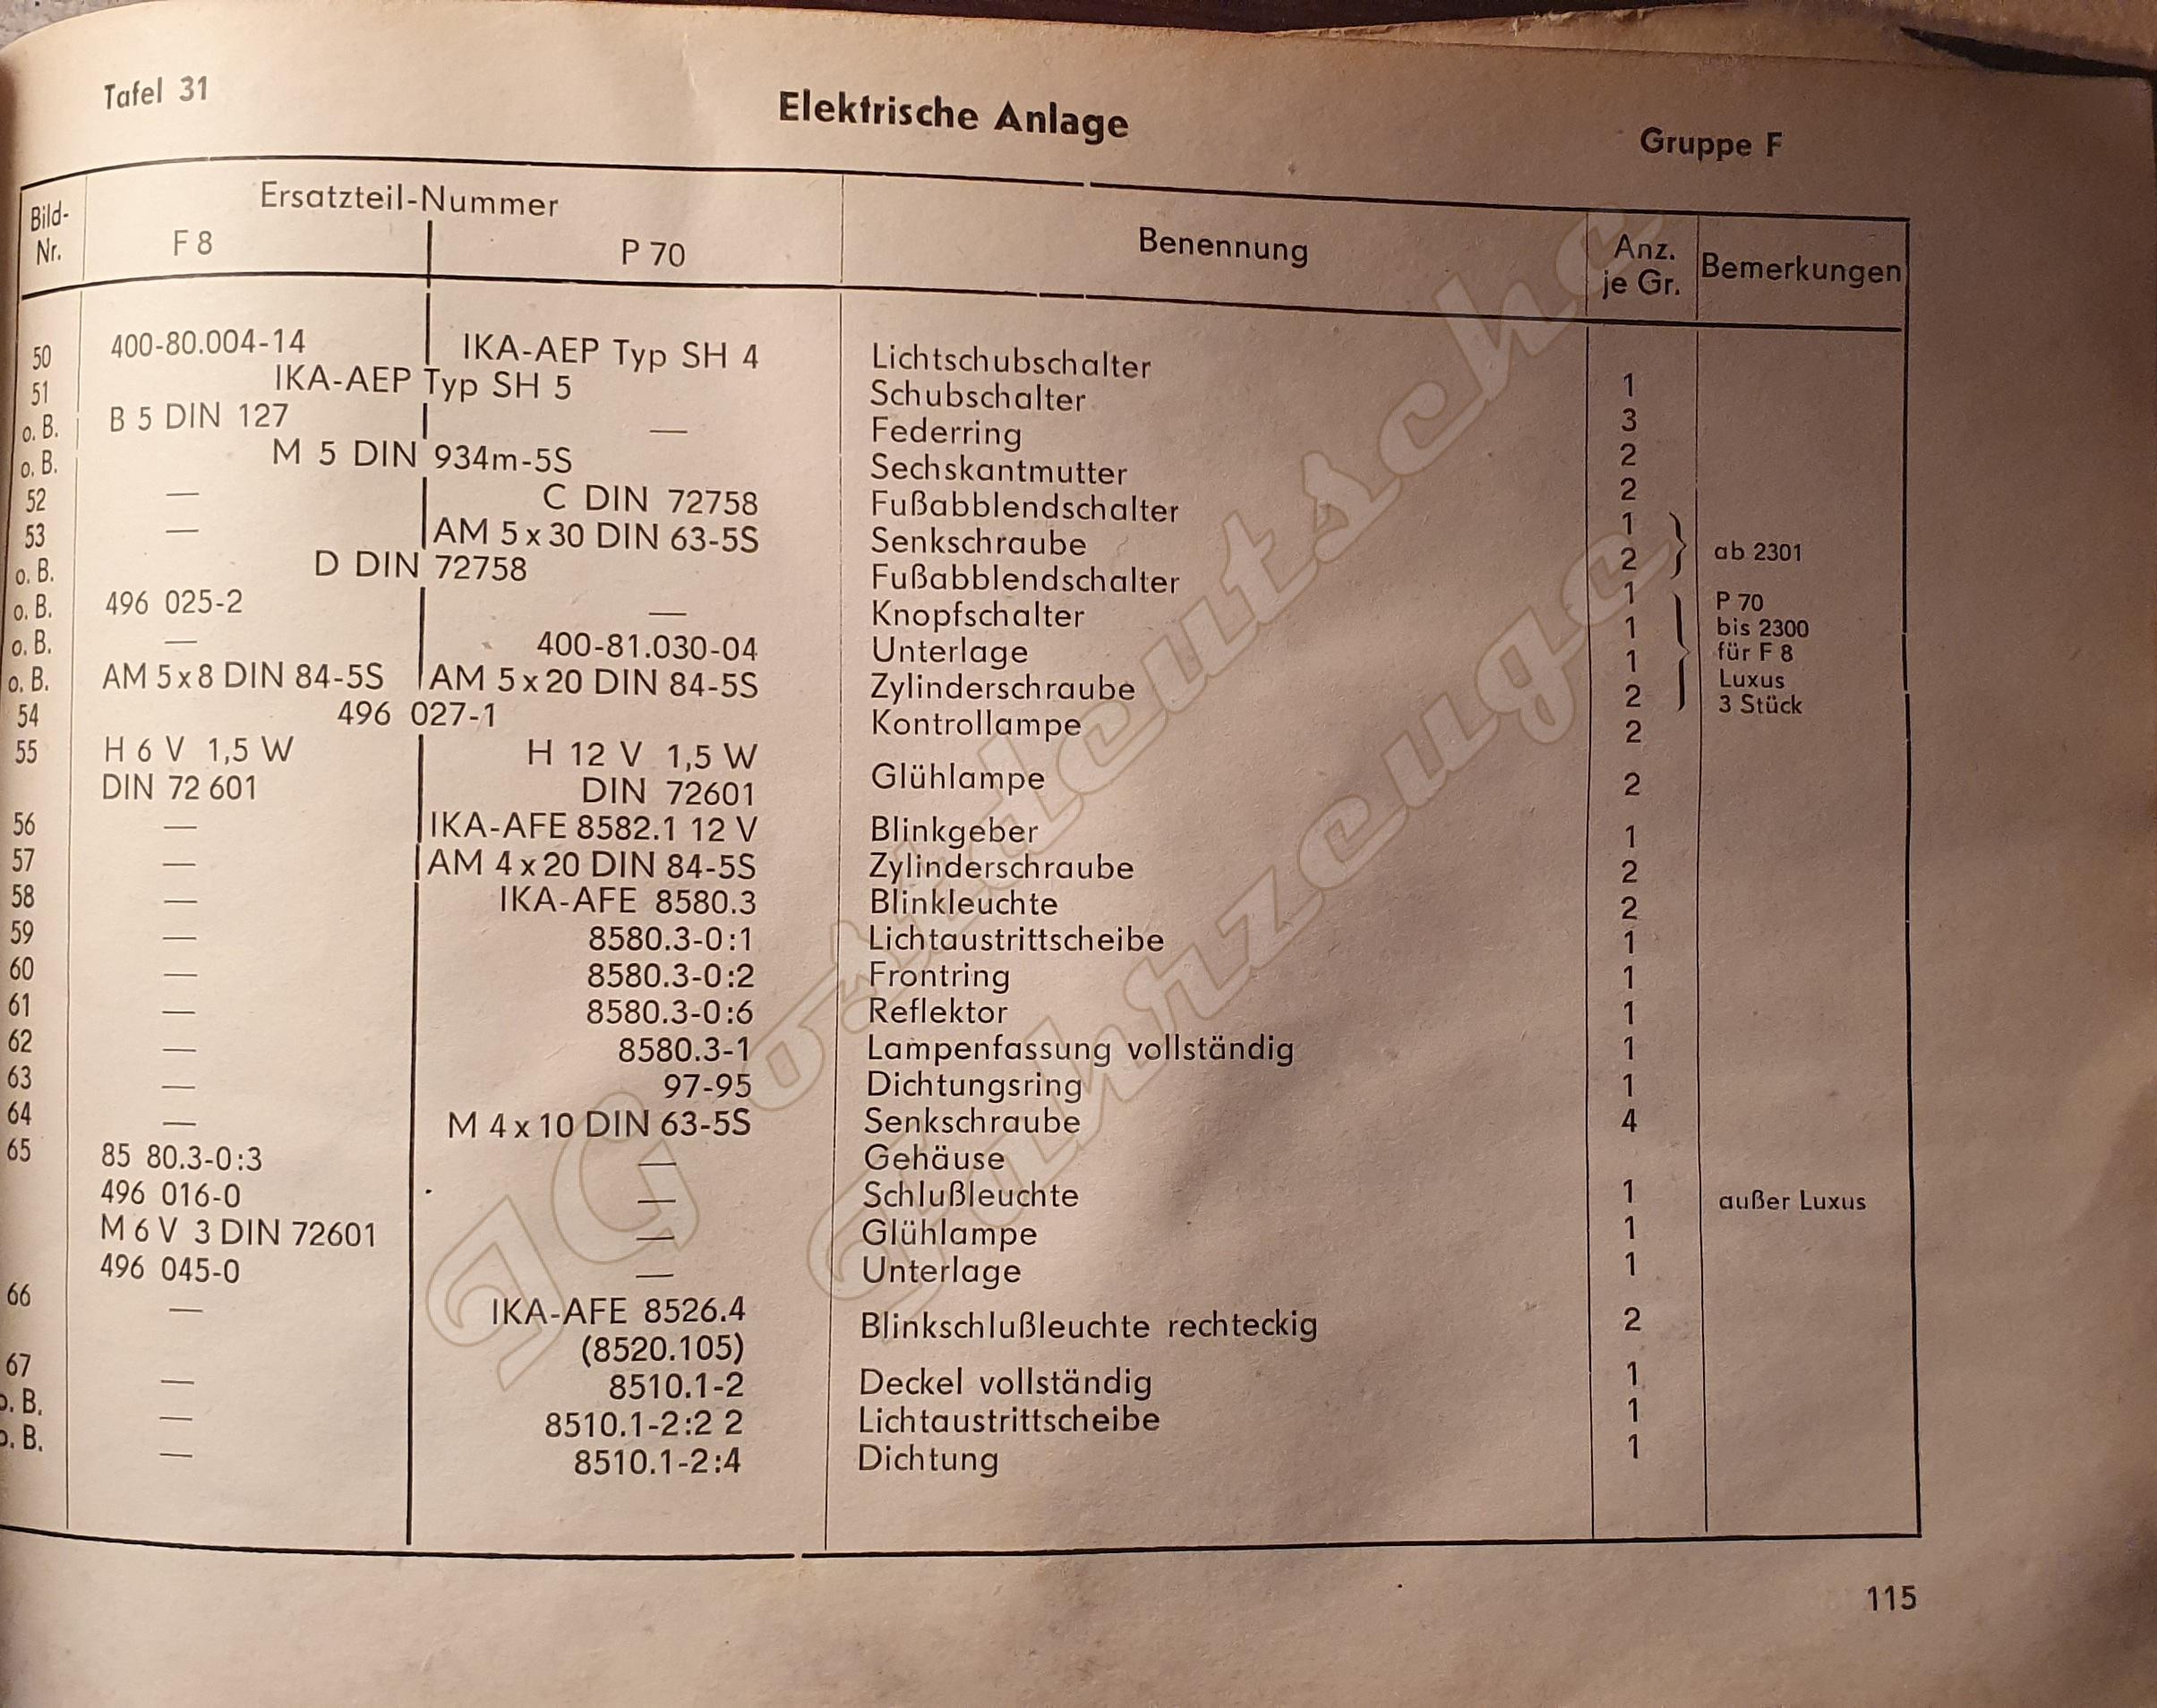 Tafel 31
Elektrische Anlage
Gruppe F
Bild-Nr. Ersatzteil-Nummer Benennung Anz. je Gr. Bemerkungen
F 8 P 70
50 400-80.004-14 IKA-AEP Typ SH 4 Lichtschubschalter 1
51 IKA-AEP Typ SH 5 Schubschalter 3
o. B. B 5 DIN 127 — Federring 2
o. B. M 5 DIN 934m-5S Sechskantmutter 2
52 — C DIN 72758 Fußabblendschalter 1
53 — AM 5 x 30 DIN 63-5S Senkschraube 2 ab 2301
o. B. D DIN 72758 Fußabblendschalter 1
o. B. 496 025-2 — Knopfschalter 1 P 70
o. B. — 400-81.030-04 Unterlage 1 bis 2300
o. B. AM 5 x 8 DIN 84-5S AM 5 x 20 DIN 84-5S Zylinderschraube 2 für F 8
Luxus
3 Stück
54 496 027-1 Kontrollampe 2
55 H 6 V 1,5 W H 12 V 1,5 W
DIN 72 601 DIN 72601 Glühlampe 2
56 — IKA-AFE 8582.1 12 V Blinkgeber 1
57 — AM 4 x 20 DIN 84-5S Zylinderschraube 2
58 — IKA-AFE 8580.3 Blinkleuchte 2
59 — 8580.3-0:1 Lichtaustrittscheibe 1
60 — 8580.3-0:2 Frontring 1
61 — 8580.3-0:6 Reflektor 1
62 — 8580.3-1 Lampenfassung vollständig 1
63 — 97-95 Dichtungsring 1
64 — M 4 x 10 DIN 63-5S Senkschraube 4
65 85 80.3-0:3 — Gehäuse
496 016-0 — Schlußleuchte 1 außer Luxus
M 6 V 3 DIN 72601 — Glühlampe 1
496 045-0 — Unterlage 1
66 — IKA-AFE 8526.4
(8520.105) Blinkschlußleuchte rechteckig 2
67 — 8510.1-2 Deckel vollständig 1
o. B. — 8510.1-2:2 2 Lichtaustrittscheibe 1
o. B. — 8510.1-2:4 Dichtung 1
115
IG ostdeutsche
Fahrzeuge